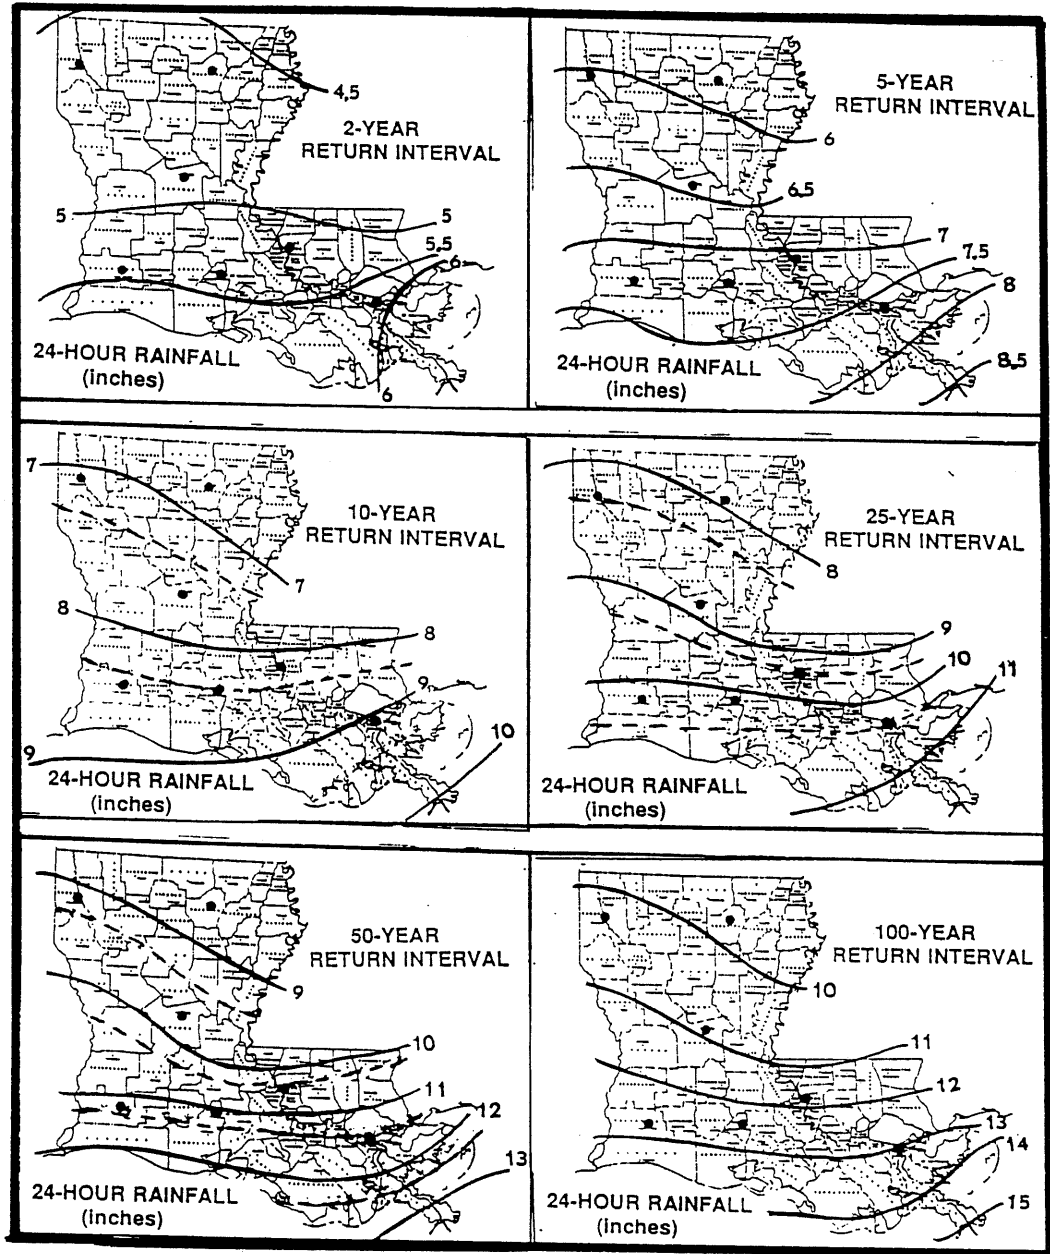 4.5
2-YEAR
RETURN INTERVAL
5
5
5.5
6
6
24-HOUR RAINFALL
(inches)
5-YEAR
RETURN INTERVAL
6
6.5
7
7.5
8
8.5
24-HOUR RAINFALL
(inches)
7
10-YEAR
RETURN INTERVAL
7
8
8
9
10
9
24-HOUR RAINFALL
(inches)
25-YEAR
RETURN INTERVAL
8
9
10
11
24-HOUR RAINFALL
(inches)
50-YEAR
RETURN INTERVAL
9
10
11
12
13
24-HOUR RAINFALL
(inches)
100-YEAR
RETURN INTERVAL
10
11
12
13
14
15
24-HOUR RAINFALL
(inches)